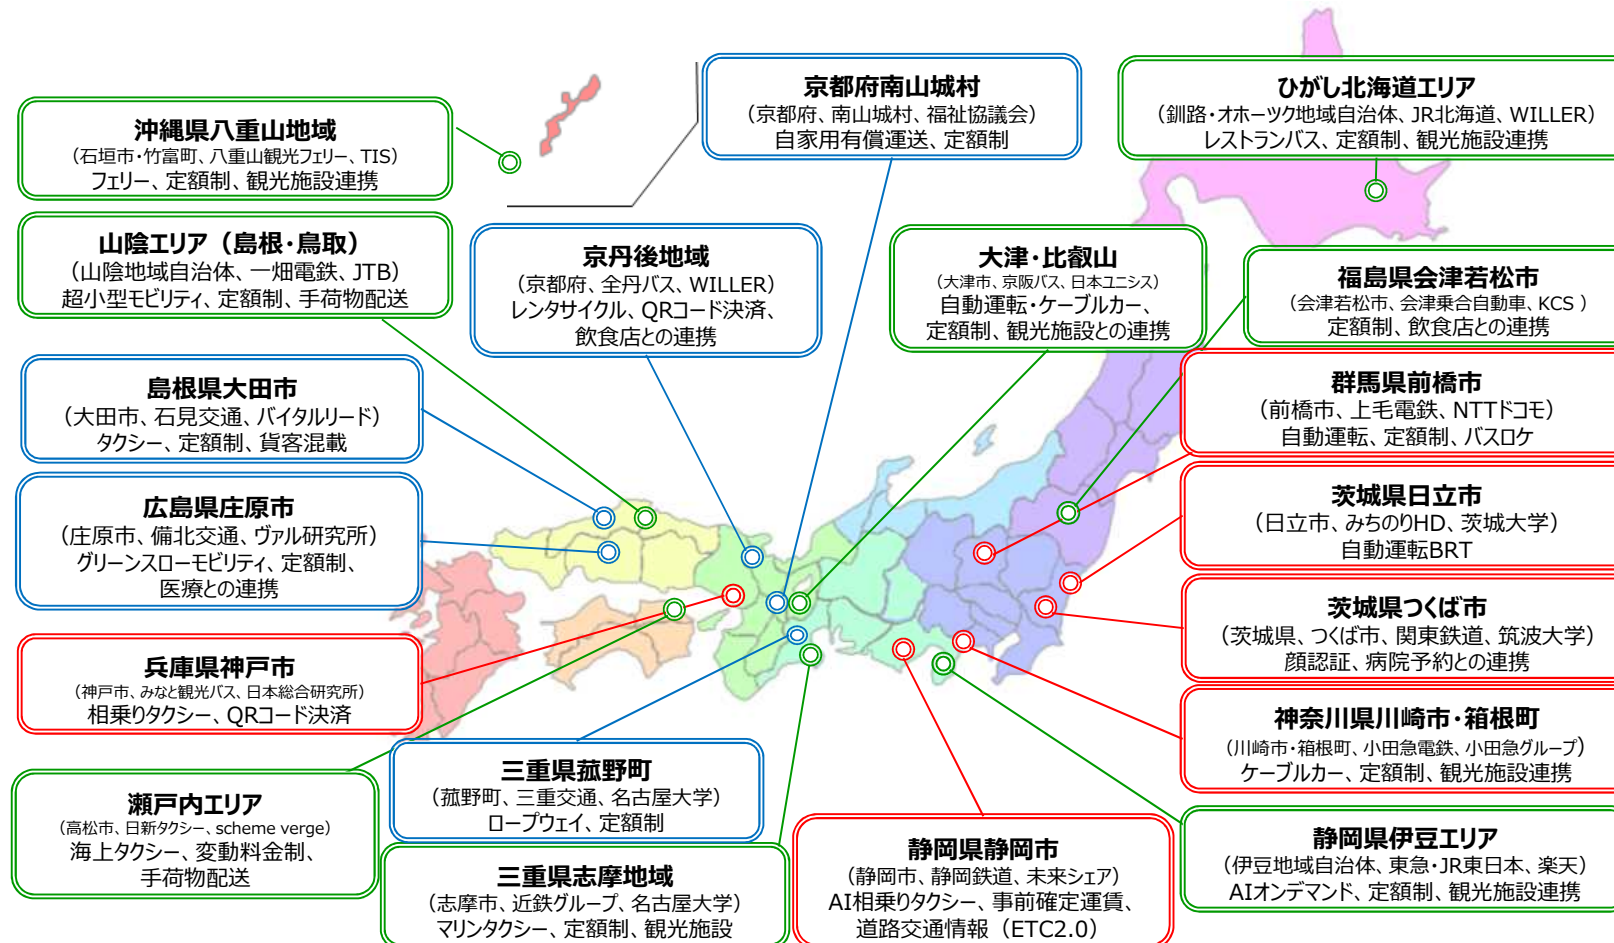 沖縄県八重山地域
（石垣市・竹富町、八重山観光フェリー、TIS）
フェリー、定額制、観光施設連携
京都府南山城村
（京都府、南山城村、福祉協議会）
自家用有償運送、定額制
ひがし北海道エリア
（釧路・オホーツク地域自治体、JR北海道、WILLER）
レストランバス、定額制、観光施設連携
山陰エリア（島根・鳥取）
（山陰地域自治体、一畑電鉄、JTB）
超小型モビリティ、定額制、手荷物配送
京丹後地域
（京都府、全丹バス、WILLER）
レンタサイクル、QRコード決済、
飲食店との連携
大津・比叡山
（大津市、京阪バス、日本ユニシス）
自動運転・ケーブルカー、
定額制、観光施設との連携
福島県会津若松市
（会津若松市、会津乗合自動車、KCS ）
定額制、飲食店との連携
島根県大田市
（大田市、石見交通、バイタルリード）
タクシー、定額制、貨客混載
群馬県前橋市
（前橋市、上毛電鉄、NTTドコモ）
自動運転、定額制、バスロケ
広島県庄原市
（庄原市、備北交通、ヴァル研究所）
グリーンスローモビリティ、定額制、
医療との連携
茨城県日立市
（日立市、みちのりHD、茨城大学）
自動運転BRT
茨城県つくば市
（茨城県、つくば市、関東鉄道、筑波大学）
顔認証、病院予約との連携
兵庫県神戸市
（神戸市、みなと観光バス、日本総合研究所）
相乗りタクシー、QRコード決済
神奈川県川崎市・箱根町
（川崎市・箱根町、小田急電鉄、小田急グループ）
ケーブルカー、定額制、観光施設連携
三重県菰野町
（菰野町、三重交通、名古屋大学）
ロープウェイ、定額制
瀬戸内エリア
（高松市、日新タクシー、scheme verge）
海上タクシー、変動料金制、
手荷物配送
三重県志摩地域
（志摩市、近鉄グループ、名古屋大学）
マリンタクシー、定額制、観光施設
静岡県静岡市
（静岡市、静岡鉄道、未来シェア）
AI相乗りタクシー、事前確定運賃、
道路交通情報（ETC2.0）
静岡県伊豆エリア
（伊豆地域自治体、東急・JR東日本、楽天）
AIオンデマンド、定額制、観光施設連携